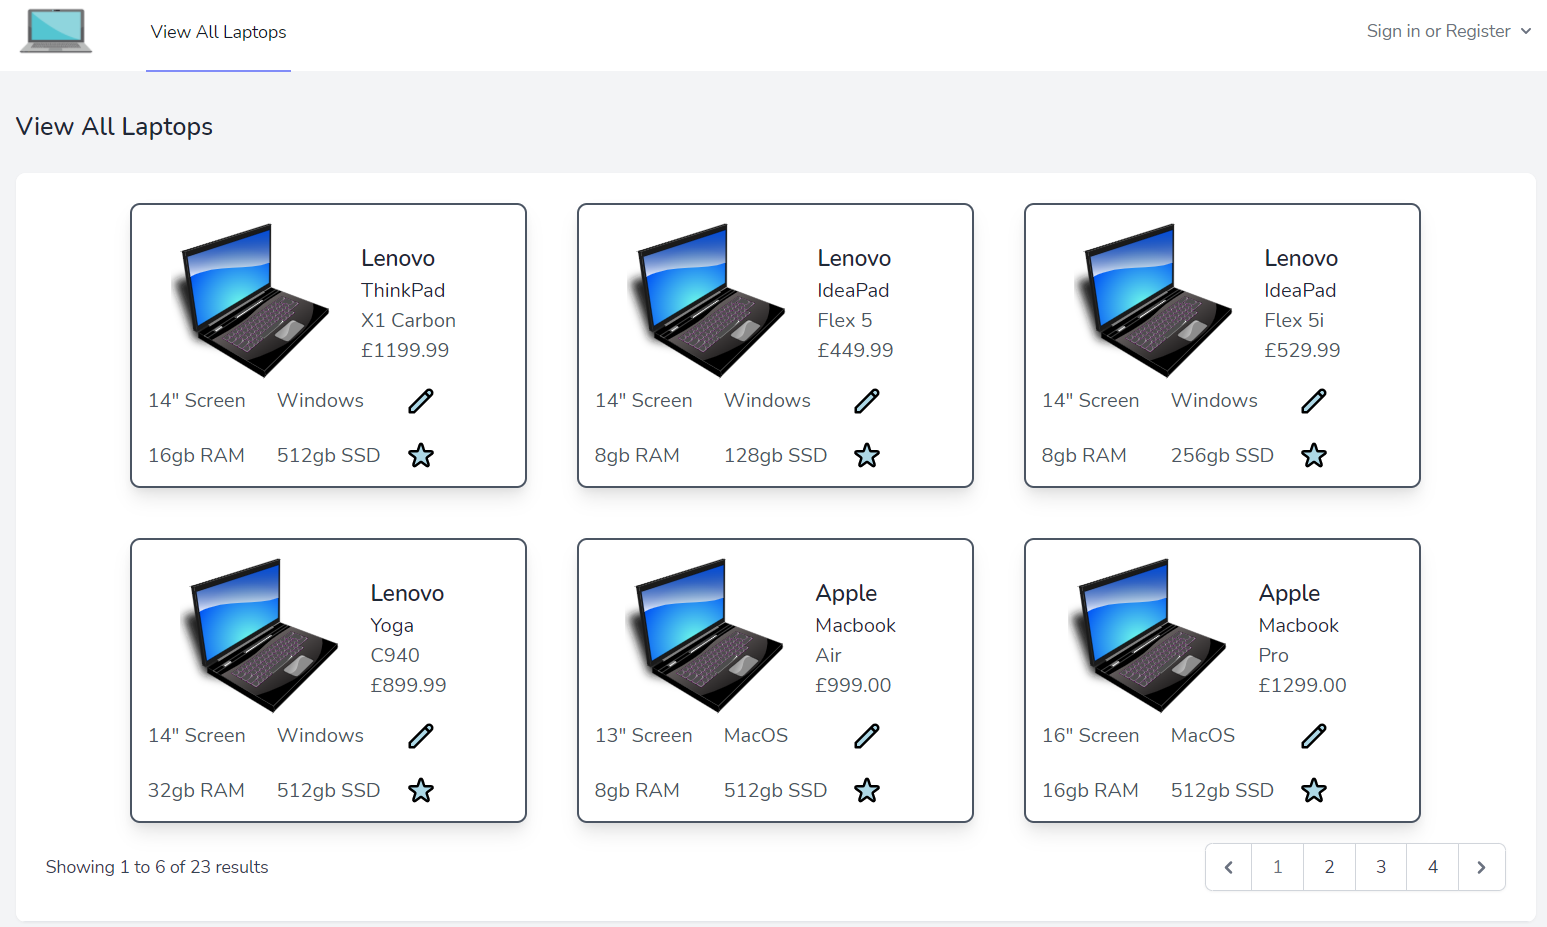 View All Laptops
Sign in or Register
View All Laptops
Lenovo
ThinkPad
X1 Carbon
£1199.99
14" Screen Windows
16gb RAM 512gb SSD
Lenovo
IdeaPad
Flex 5
£449.99
14" Screen Windows
8gb RAM 128gb SSD
Lenovo
IdeaPad
Flex 5i
£529.99
14" Screen Windows
8gb RAM 256gb SSD
Lenovo
Yoga
C940
£899.99
14" Screen Windows
32gb RAM 512gb SSD
Apple
Macbook
Air
£999.00
13" Screen MacOS
8gb RAM 512gb SSD
Apple
Macbook
Pro
£1299.00
16" Screen MacOS
16gb RAM 512gb SSD
Showing 1 to 6 of 23 results
1 2 3 4